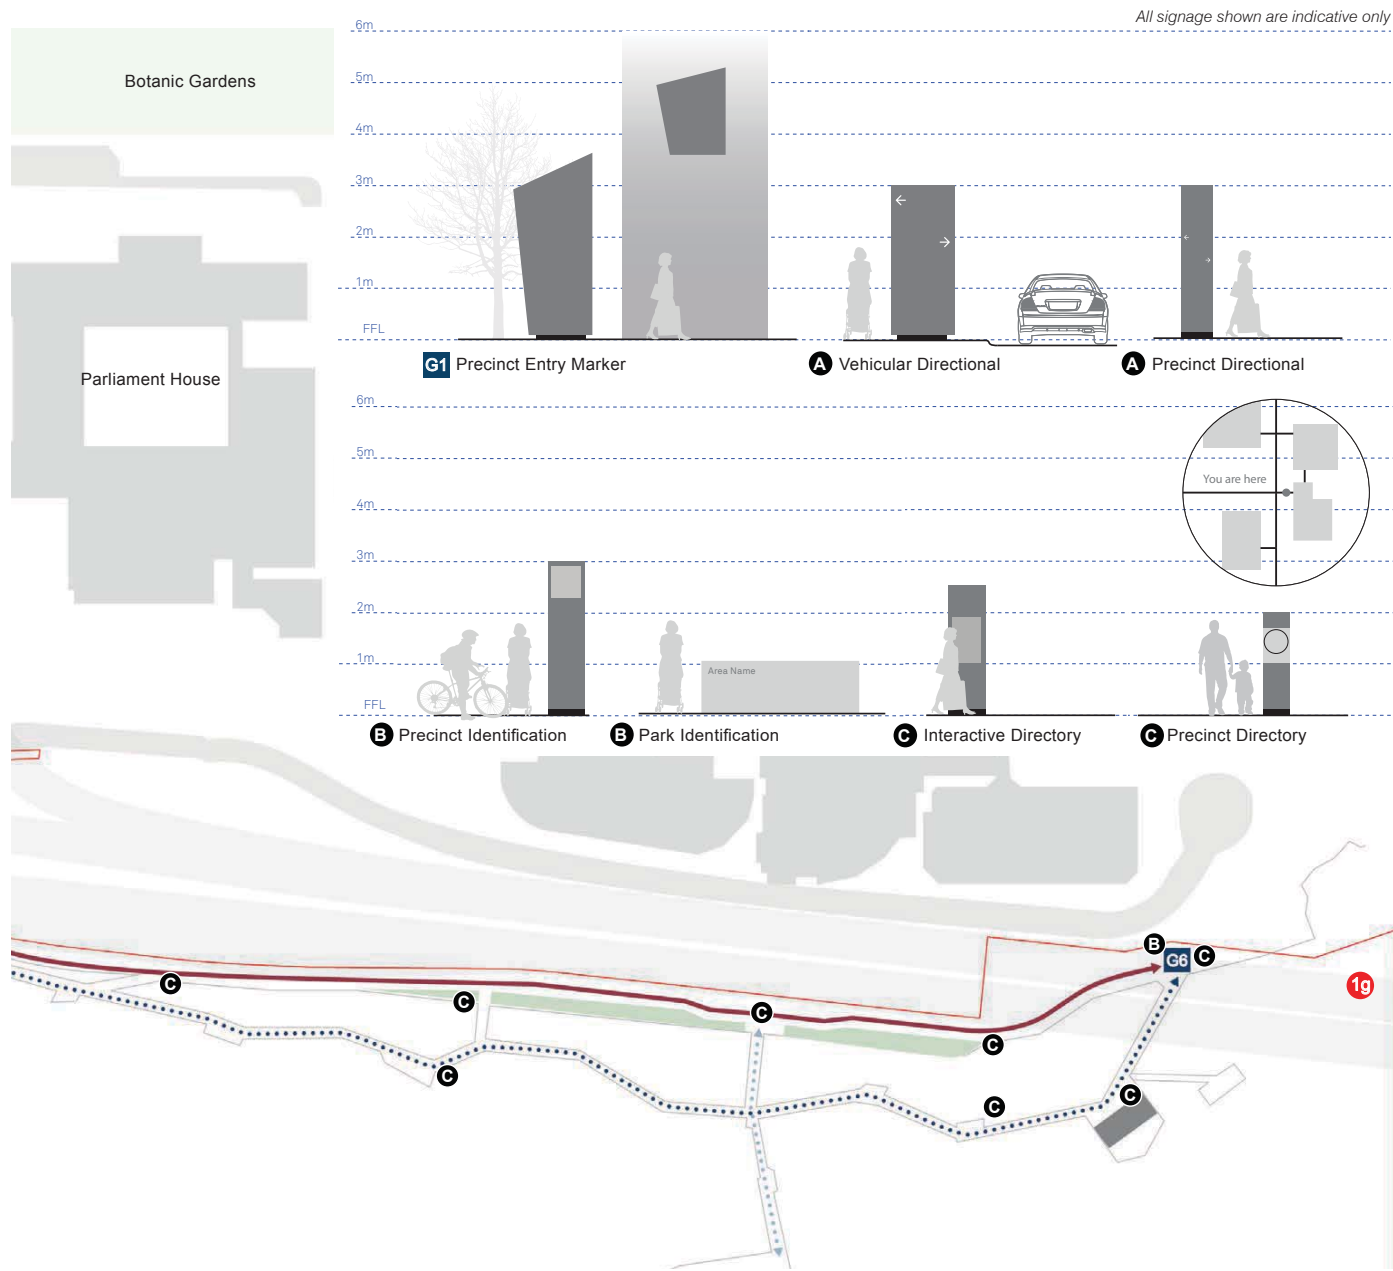 All signage shown are indicative only
Botanic Gardens
6m
5m
4m
3m
2m
1m
FFL
G1 Precinct Entry Marker
A Vehicular Directional
A Precinct Directional
Parliament House
6m
5m
4m
3m
2m
1m
FFL
You are here
Area Name
B Precinct Identification
B Park Identification
C Interactive Directory
C Precinct Directory
B
G6
C
1g
C
C
C
C
C
C
C